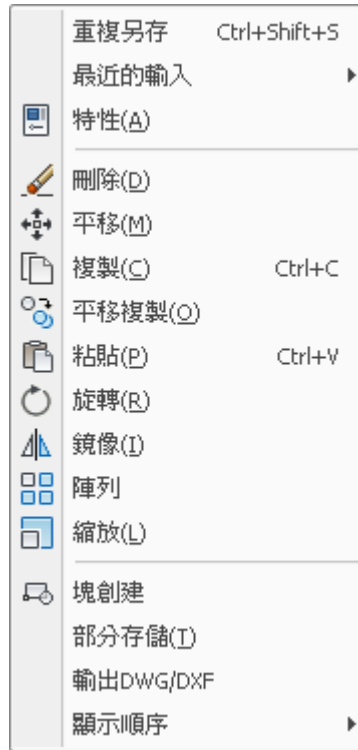 重複另存 Ctrl+Shift+S
最近的輸入
特性(A)
刪除(D)
平移(M)
複製(C) Ctrl+C
平移複製(O)
粘貼(P) Ctrl+V
旋轉(R)
鏡像(I)
陣列
縮放(L)
塊創建
部分存儲(T)
輸出DWG/DXF
顯示順序